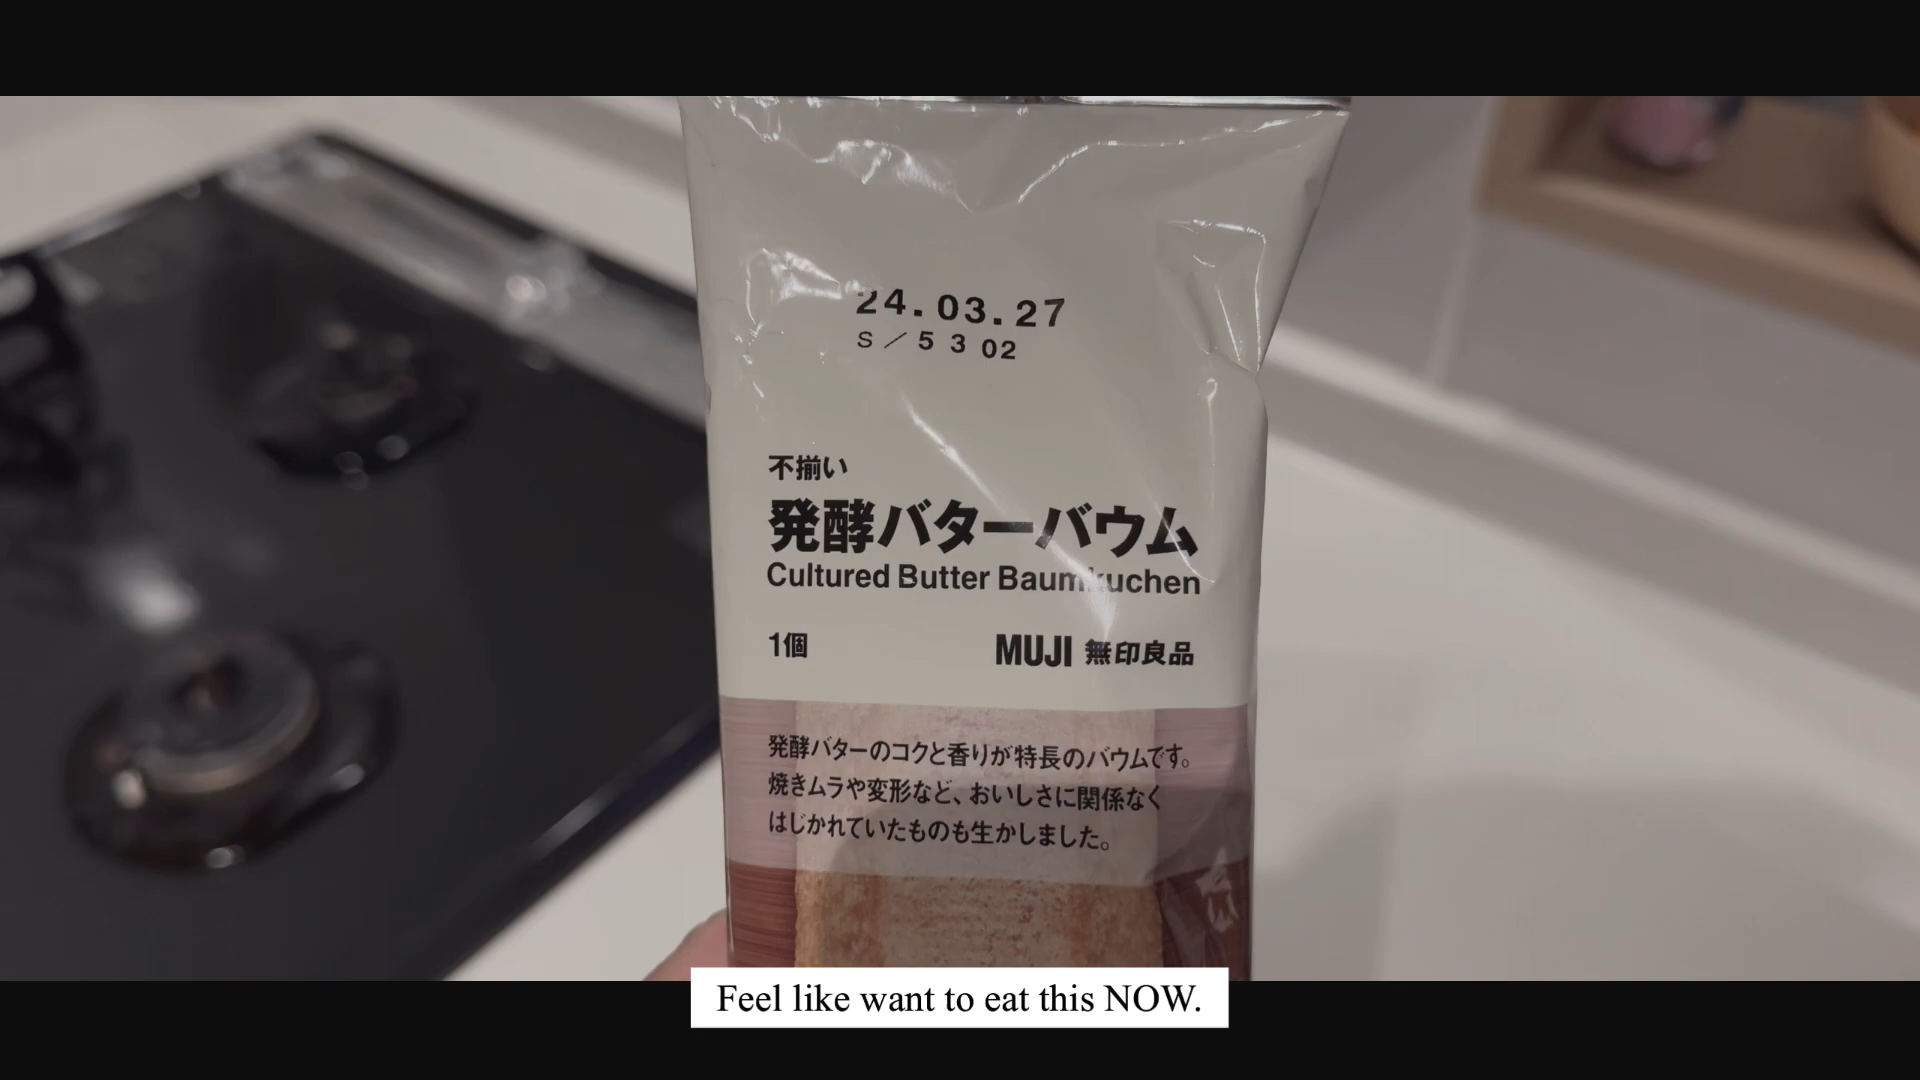 24.03.27
S/5302
不揃い
発酵バターバウム
Cultured Butter Baumkuchen
1個
MUJI 無印良品
発酵バターのコクと香りが特長のバウムです。
焼きムラや変形など、おいしさに関係なく
はじかれていたものも生かしました。
Feel like want to eat this NOW.